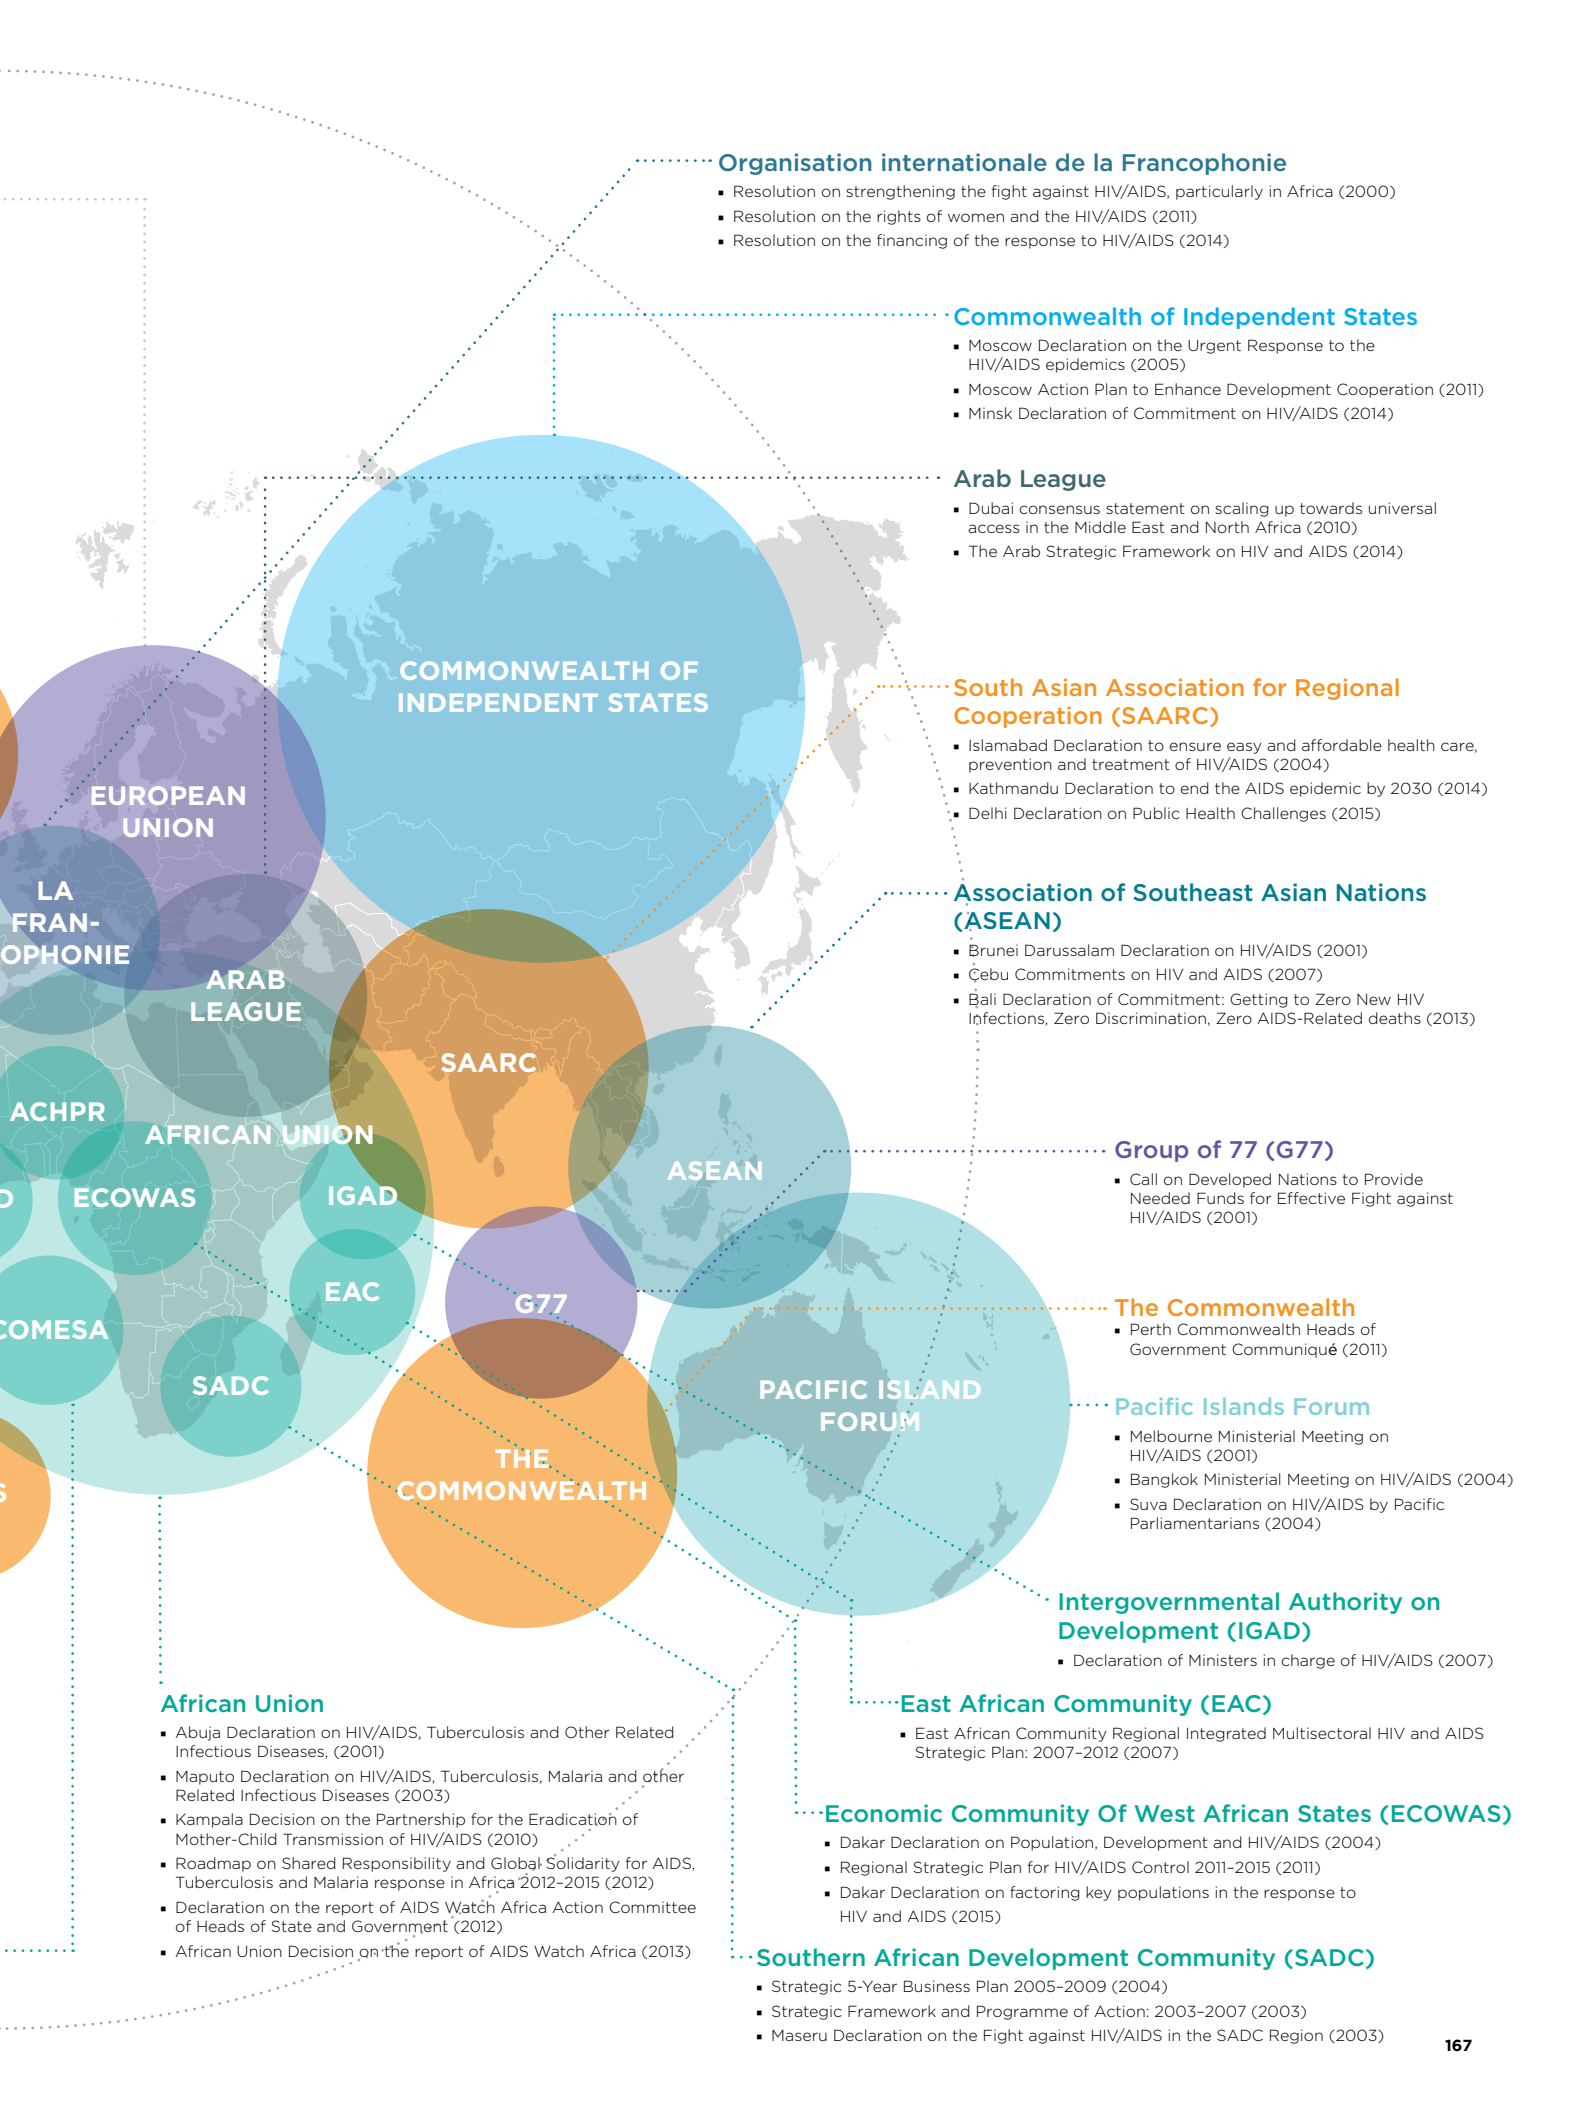 Organisation internationale de la Francophonie
▪ Resolution on strengthening the fight against HIV/AIDS, particularly in Africa (2000)
▪ Resolution on the rights of women and the HIV/AIDS (2011)
▪ Resolution on the financing of the response to HIV/AIDS (2014)
Commonwealth of Independent States
▪ Moscow Declaration on the Urgent Response to the
HIV/AIDS epidemics (2005)
▪ Moscow Action Plan to Enhance Development Cooperation (2011)
▪ Minsk Declaration of Commitment on HIV/AIDS (2014)
Arab League
▪ Dubai consensus statement on scaling up towards universal
access in the Middle East and North Africa (2010)
▪ The Arab Strategic Framework on HIV and AIDS (2014)
COMMONWEALTH OF
INDEPENDENT STATES
South Asian Association for Regional
Cooperation (SAARC)
▪ Islamabad Declaration to ensure easy and affordable health care,
prevention and treatment of HIV/AIDS (2004)
▪ Kathmandu Declaration to end the AIDS epidemic by 2030 (2014)
▪ Delhi Declaration on Public Health Challenges (2015)
EUROPEAN
UNION
LA
FRAN-
OPHONIE
ARAB
LEAGUE
Association of Southeast Asian Nations
(ASEAN)
▪ Brunei Darussalam Declaration on HIV/AIDS (2001)
▪ Cebu Commitments on HIV and AIDS (2007)
▪ Bali Declaration of Commitment: Getting to Zero New HIV
Infections, Zero Discrimination, Zero AIDS-Related deaths (2013)
SAARC
ACHPR
AFRICAN UNION
ASEAN
D
ECOWAS
IGAD
Group of 77 (G77)
▪ Call on Developed Nations to Provide
Needed Funds for Effective Fight against
HIV/AIDS (2001)
EAC
G77
COMESA
SADC
The Commonwealth
▪ Perth Commonwealth Heads of
Government Communiqué (2011)
PACIFIC ISLAND
FORUM
Pacific Islands Forum
▪ Melbourne Ministerial Meeting on
HIV/AIDS (2001)
▪ Bangkok Ministerial Meeting on HIV/AIDS (2004)
▪ Suva Declaration on HIV/AIDS by Pacific
Parliamentarians (2004)
THE
COMMONWEALTH
S
Intergovernmental Authority on
Development (IGAD)
▪ Declaration of Ministers in charge of HIV/AIDS (2007)
African Union
▪ Abuja Declaration on HIV/AIDS, Tuberculosis and Other Related
Infectious Diseases, (2001)
▪ Maputo Declaration on HIV/AIDS, Tuberculosis, Malaria and other
Related Infectious Diseases (2003)
▪ Kampala Decision on the Partnership for the Eradication of
Mother-Child Transmission of HIV/AIDS (2010)
▪ Roadmap on Shared Responsibility and Global Solidarity for AIDS,
Tuberculosis and Malaria response in Africa 2012–2015 (2012)
▪ Declaration on the report of AIDS Watch Africa Action Committee
of Heads of State and Government (2012)
▪ African Union Decision on the report of AIDS Watch Africa (2013)
East African Community (EAC)
▪ East African Community Regional Integrated Multisectoral HIV and AIDS
Strategic Plan: 2007–2012 (2007)
Economic Community Of West African States (ECOWAS)
▪ Dakar Declaration on Population, Development and HIV/AIDS (2004)
▪ Regional Strategic Plan for HIV/AIDS Control 2011–2015 (2011)
▪ Dakar Declaration on factoring key populations in the response to
HIV and AIDS (2015)
Southern African Development Community (SADC)
▪ Strategic 5-Year Business Plan 2005–2009 (2004)
▪ Strategic Framework and Programme of Action: 2003–2007 (2003)
▪ Maseru Declaration on the Fight against HIV/AIDS in the SADC Region (2003)
167